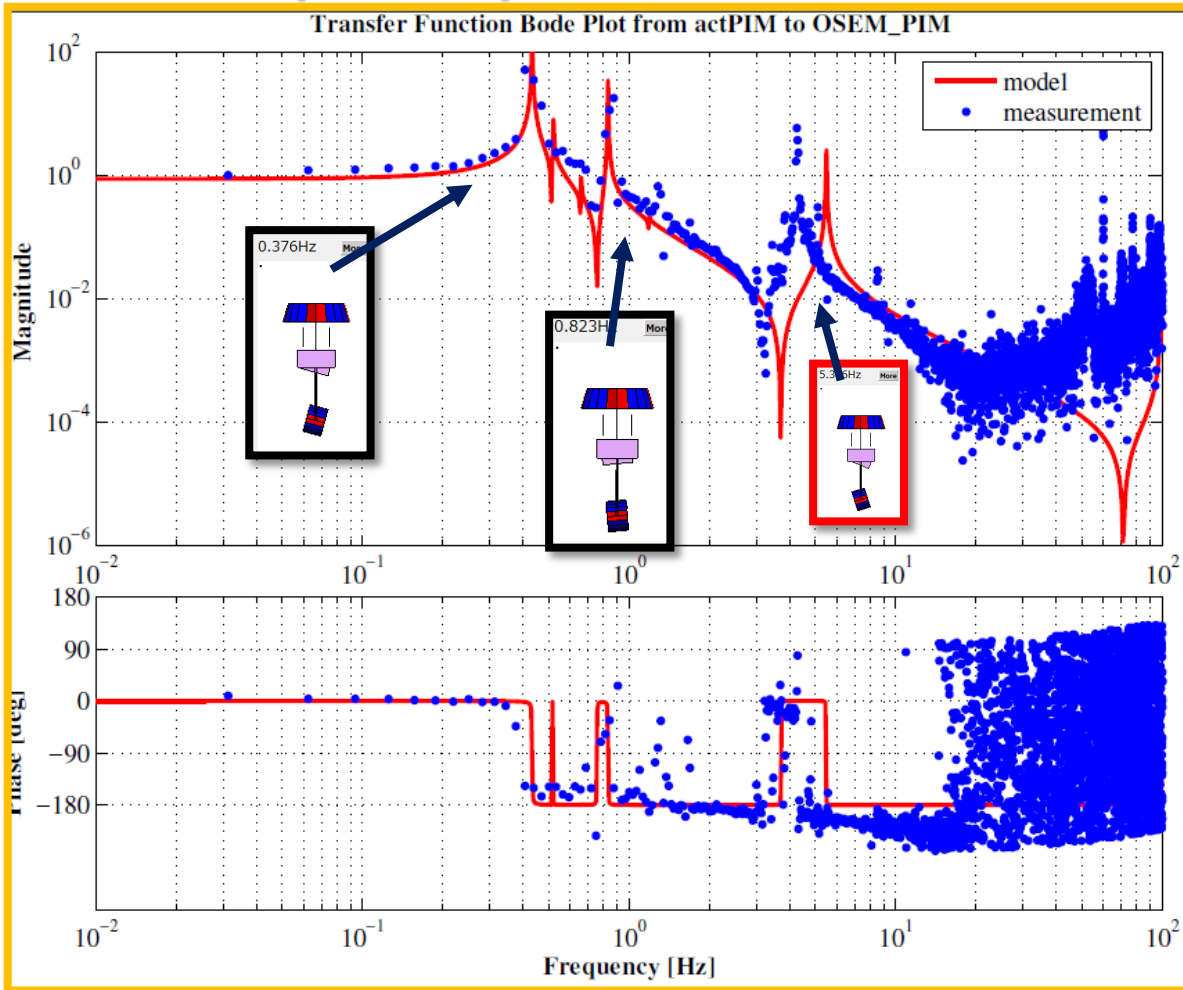 Transfer Function Bode Plot from actPIM to OSEM_PIM
10^2
10^0
10^-2
10^-4
10^-6
Magnitude
model
measurement
0.376Hz
0.823Hz More
More
10^-2
10^-1
10^0
10^1
10^2
180
90
0
−90
−180
[deg]
10^-2
10^-1
10^0
10^1
10^2
Frequency [Hz]